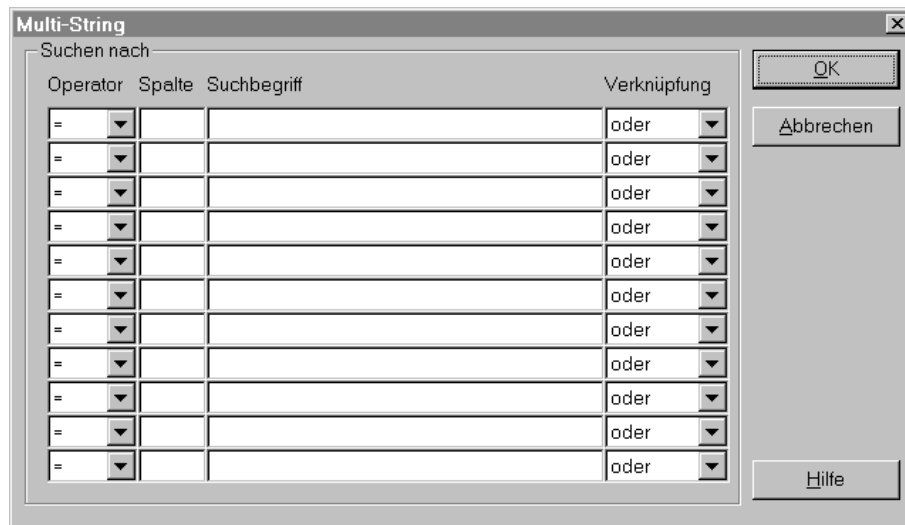 Multi-String
Suchen nach
Operator Spalte Suchbegriff Verknüpfung
= oder
= oder
= oder
= oder
= oder
= oder
= oder
= oder
= oder
= oder
= oder
OK
Abbrechen
Hilfe